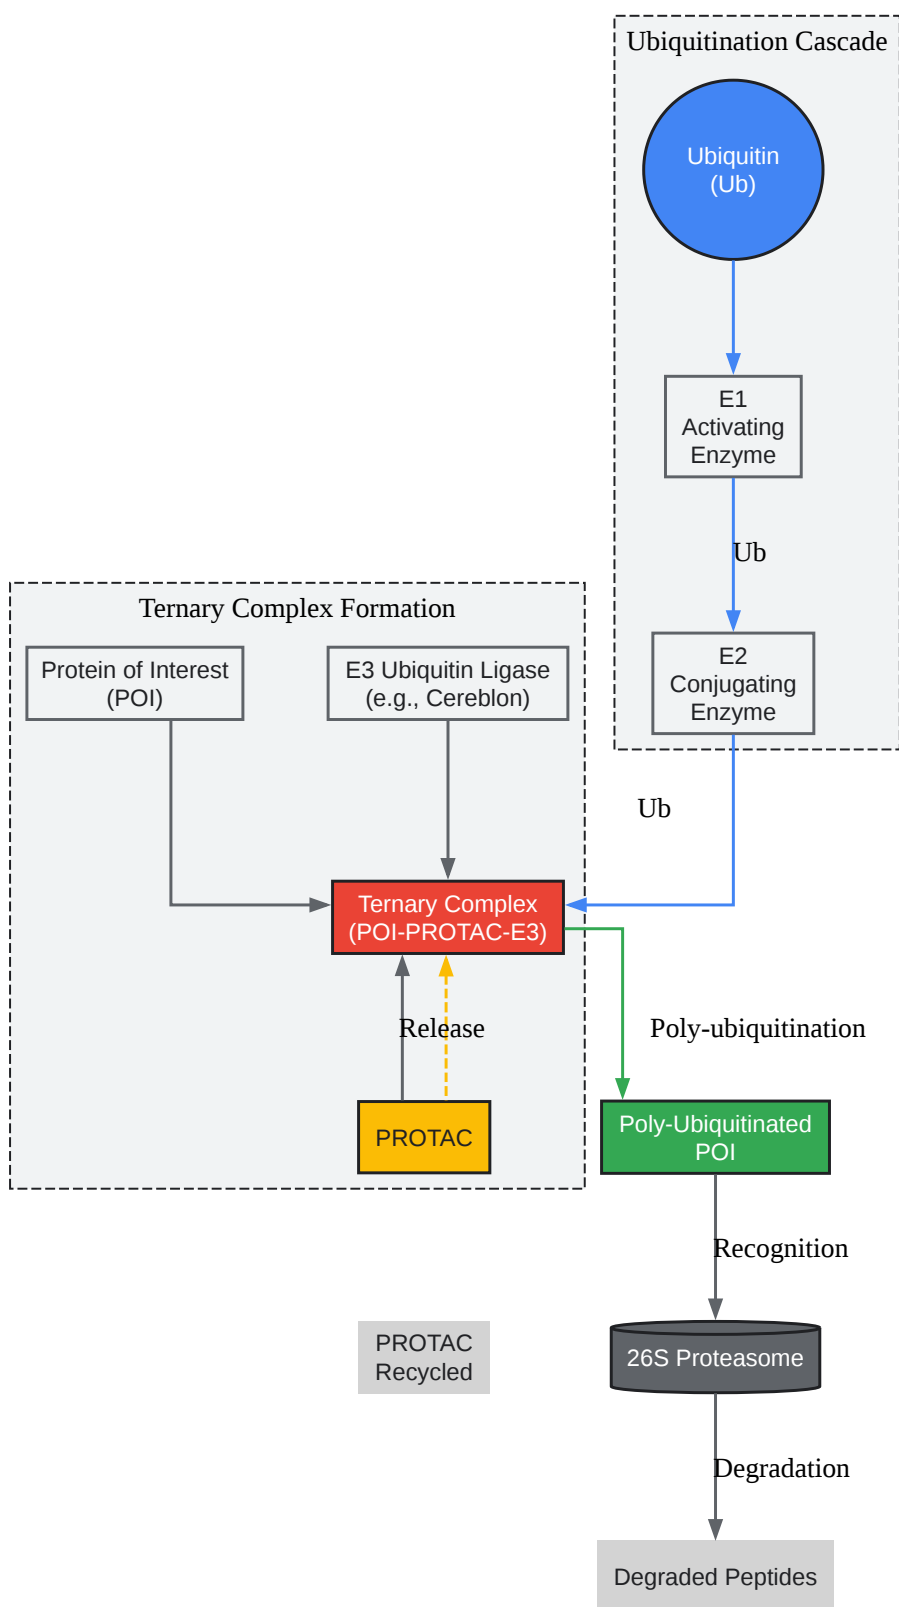 Ubiquitination Cascade
Ubiquitin
(Ub)
E1
Activating
Enzyme
Ub
E2
Conjugating
Enzyme
Ub
Ternary Complex Formation
Protein of Interest
(POI)
E3 Ubiquitin Ligase
(e.g., Cereblon)
Ternary Complex
(POI-PROTAC-E3)
Release
Poly-ubiquitination
PROTAC
Poly-Ubiquitinated
POI
Recognition
PROTAC
Recycled
26S Proteasome
Degradation
Degraded Peptides